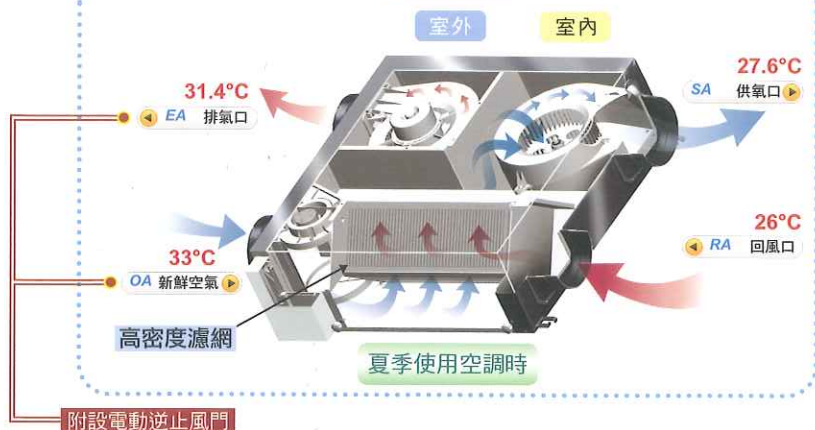 室外
室內
31.4°C
EA 排氣口
27.6°C
SA 供氧口
26°C
RA 回風口
33°C
OA 新鮮空氣
高密度濾網
夏季使用空調時
附設電動逆止風門